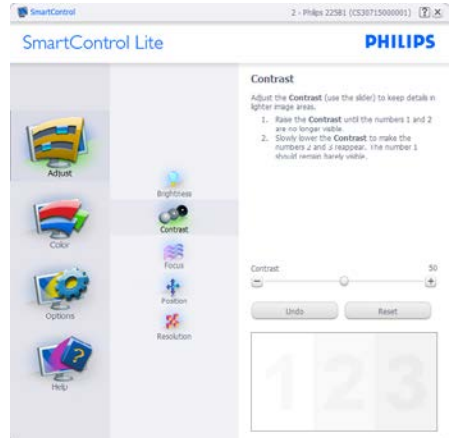 SmartControl
2 - Philips 225B1 (CS30715000001)
SmartControl Lite
PHILIPS
Adjust
Color
Options
Help
Brightness
Contrast
Focus
Position
Resolution
Contrast
Adjust the Contrast (use the slider) to keep details in
lighter image areas.
1. Raise the Contrast until the numbers 1 and 2
are no longer visible.
2. Slowly lower the Contrast to make the
numbers 2 and 3 reappear. The number 1
should remain barely visible.
Contrast 50
Undo Reset
1 2 3